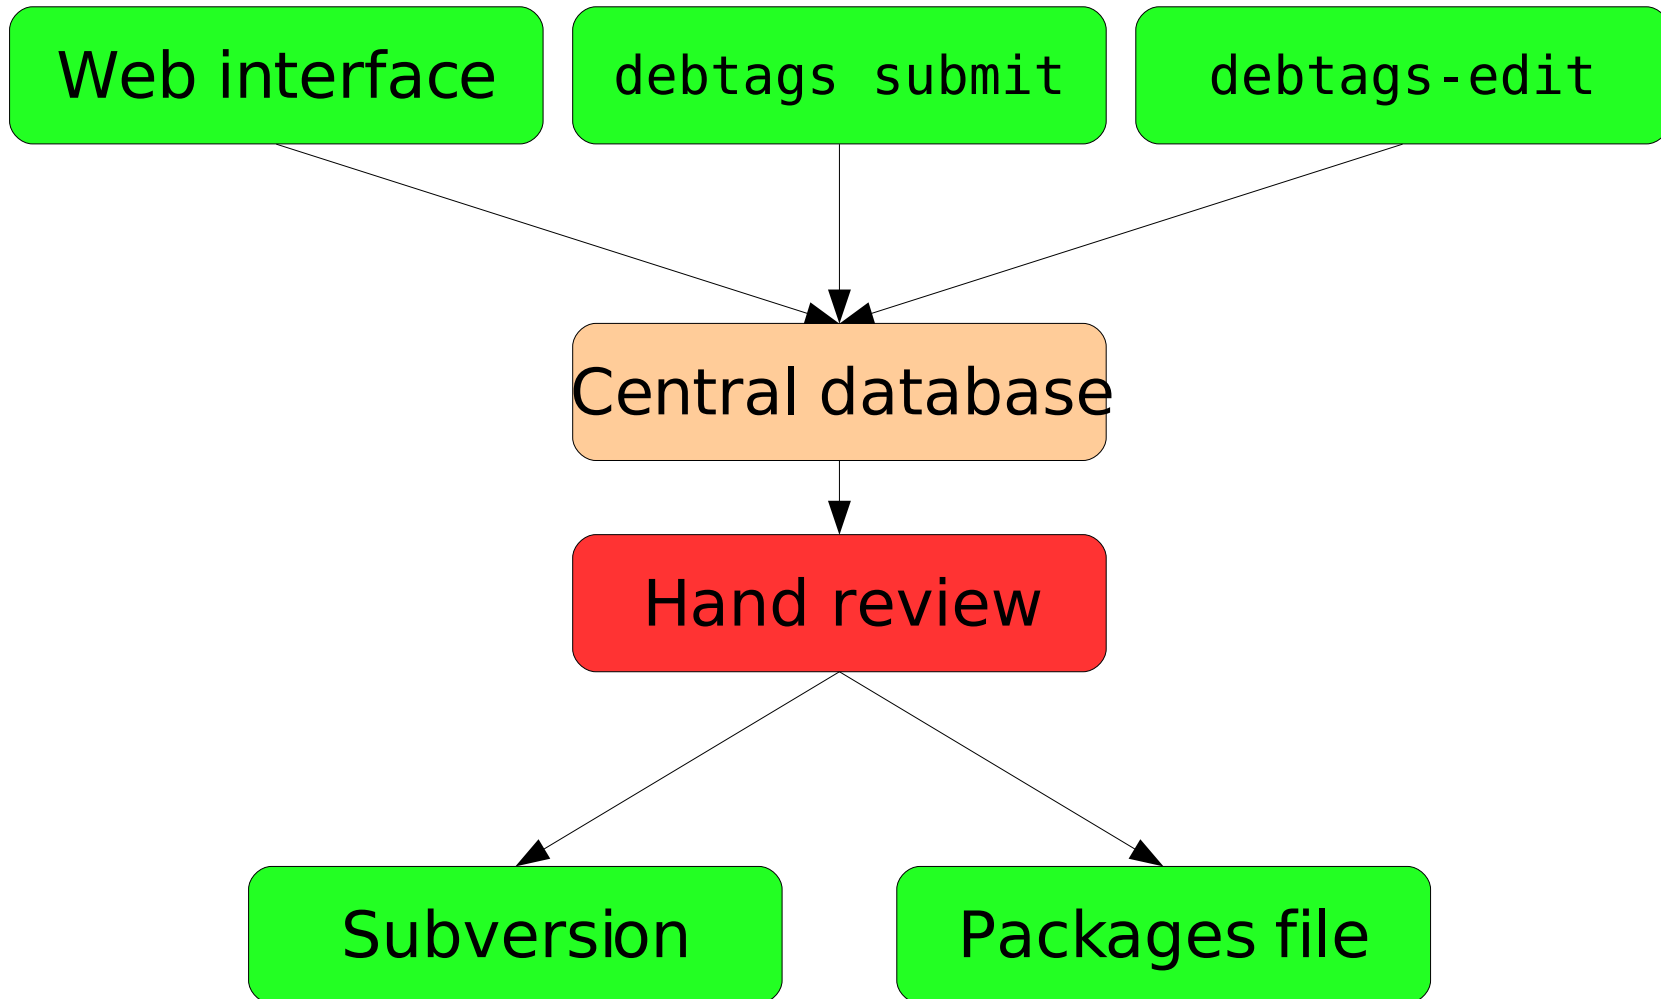 Web interface
debtags submit
debtags-edit
Central database
Hand review
Subversion
Packages file